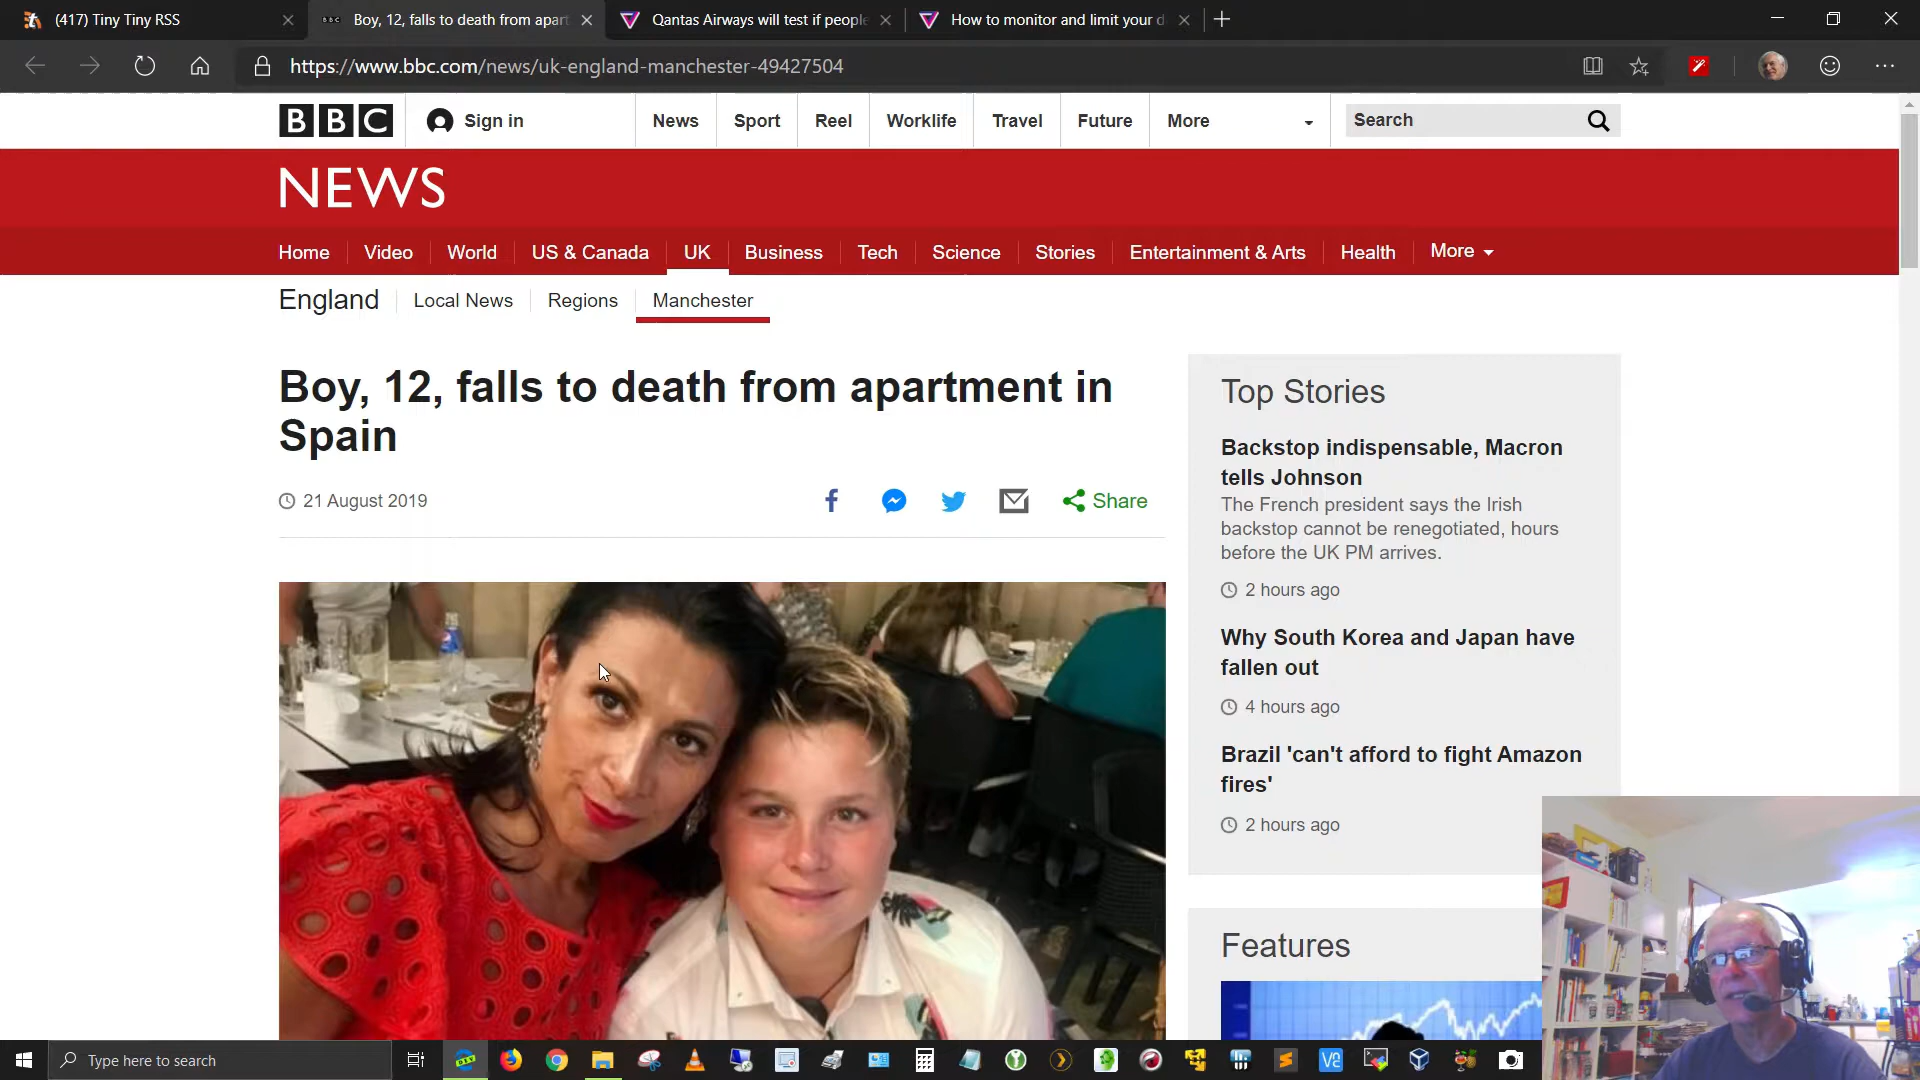 (417) Tiny Tiny RSS
BBC Boy, 12, falls to death from apart
Qantas Airways will test if people
How to monitor and limit your d
https://www.bbc.com/news/uk-england-manchester-49427504
BBC Sign in News Sport Reel Worklife Travel Future More Search
NEWS
Home Video World US & Canada UK Business Tech Science Stories Entertainment & Arts Health More
England Local News Regions Manchester
Boy, 12, falls to death from apartment in
Spain
21 August 2019
Share
Top Stories
Backstop indispensable, Macron
tells Johnson
The French president says the Irish
backstop cannot be renegotiated, hours
before the UK PM arrives.
2 hours ago
Why South Korea and Japan have
fallen out
4 hours ago
Brazil 'can't afford to fight Amazon
fires'
2 hours ago
Features
Type here to search